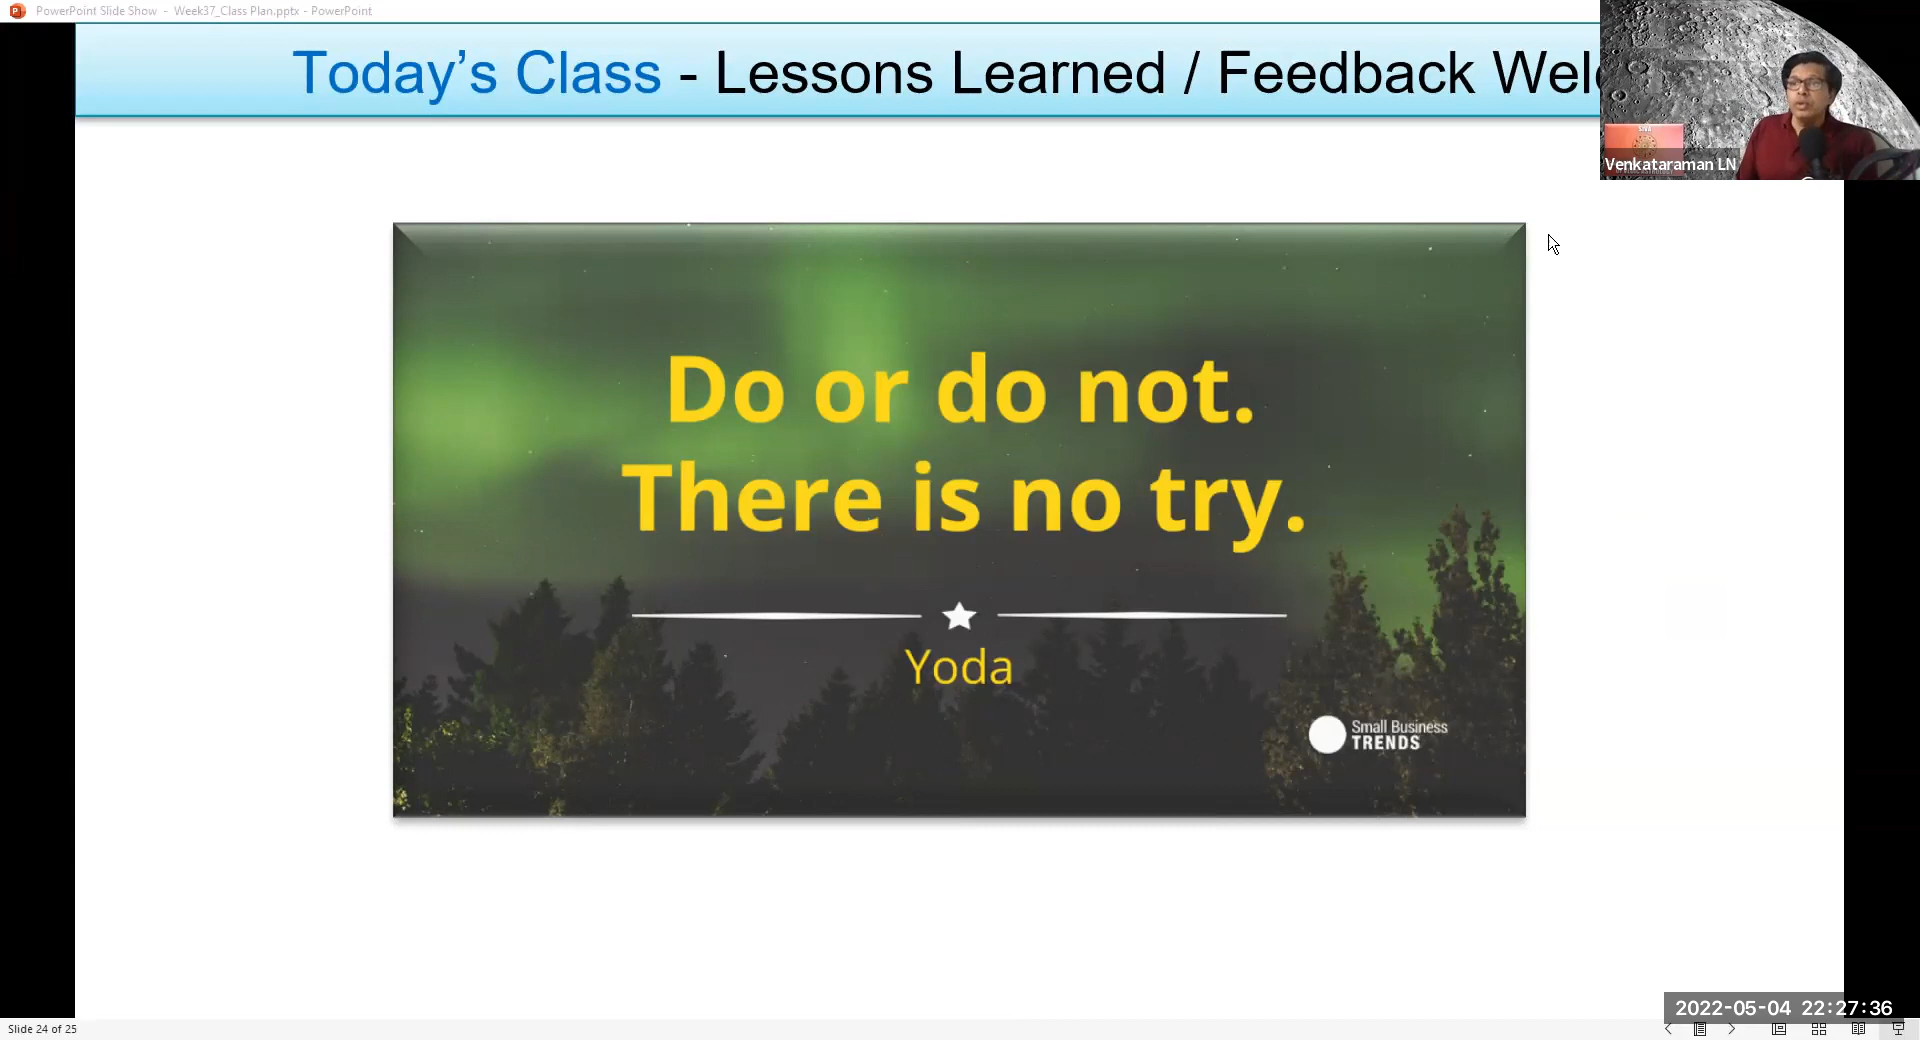 PowerPoint Slide Show - Week37_Class Plan.pptx - PowerPoint
Today's Class - Lessons Learned / Feedback
Venkataraman LN
Do or do not.
There is no try.
Yoda
Small Business
TRENDS
2022-05-04 22:27:36
Slide 24 of 25